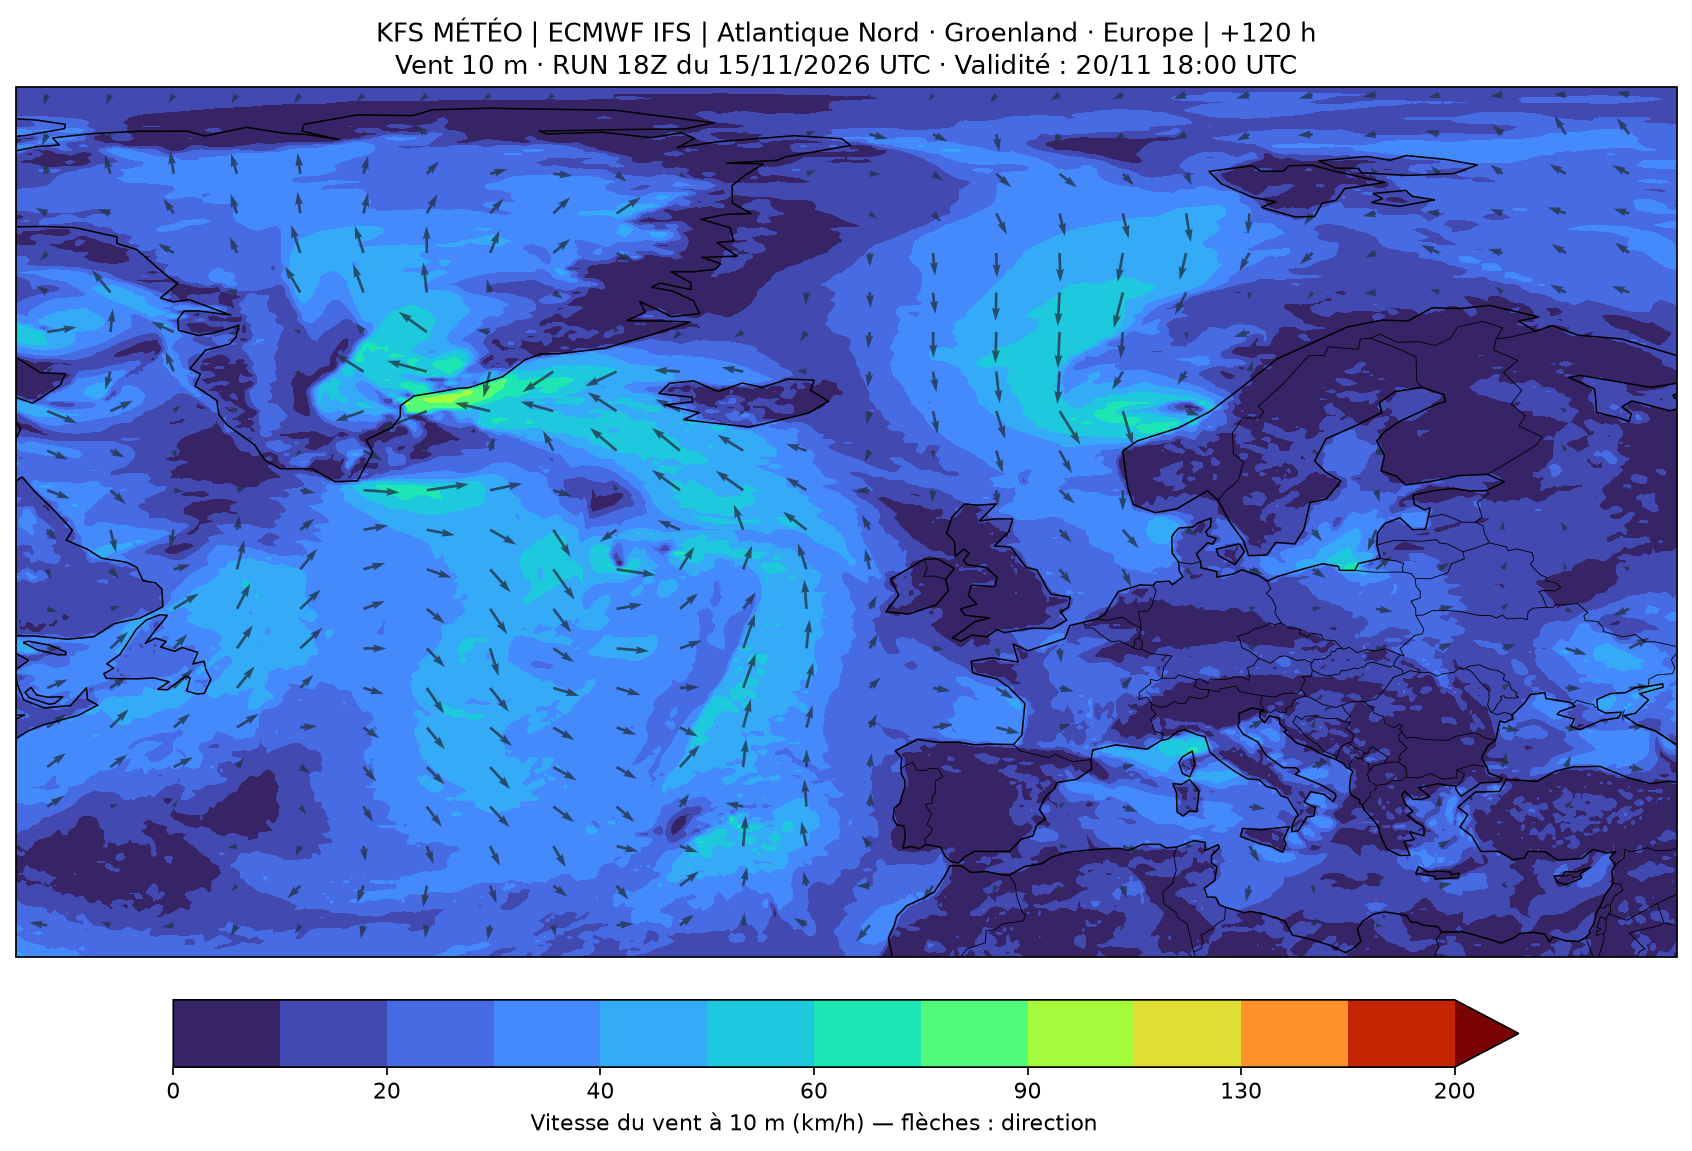 KFS MÉTÉO | ECMWF IFS | Atlantique Nord · Groenland · Europe | +120 h
Vent 10 m · RUN 18Z du 15/11/2026 UTC · Validité : 20/11 18:00 UTC
0 20 40 60 90 130 200
Vitesse du vent à 10 m (km/h) — flèches : direction